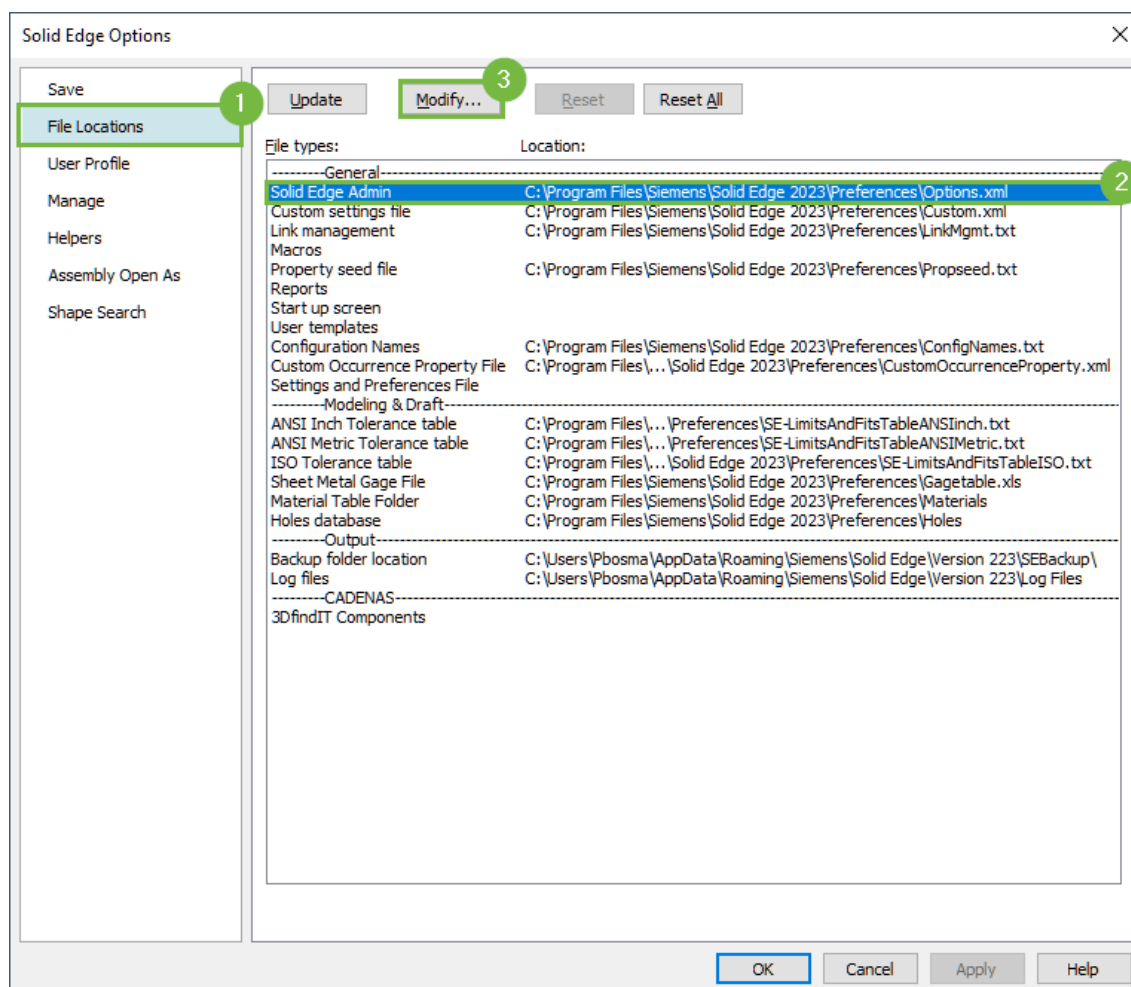 Solid Edge Options
Save
File Locations
User Profile
Manage
Helpers
Assembly Open As
Shape Search
1
Update
Modify...
3
Reset
Reset All
File types: Location:
---------General---------
Solid Edge Admin C:\Program Files\Siemens\Solid Edge 2023\Preferences\Options.xml
2
Custom settings file C:\Program Files\Siemens\Solid Edge 2023\Preferences\Custom.xml
Link management C:\Program Files\Siemens\Solid Edge 2023\Preferences\LinkMgmt.txt
Macros
Property seed file C:\Program Files\Siemens\Solid Edge 2023\Preferences\Propseed.txt
Reports
Start up screen
User templates
Configuration Names C:\Program Files\Siemens\Solid Edge 2023\Preferences\ConfigNames.txt
Custom Occurrence Property File C:\Program Files\...\Solid Edge 2023\Preferences\CustomOccurrenceProperty.xml
Settings and Preferences File
---------Modeling & Draft---------
ANSI Inch Tolerance table C:\Program Files\...\Preferences\SE-LimitsAndFitsTableANSIinch.txt
ANSI Metric Tolerance table C:\Program Files\...\Preferences\SE-LimitsAndFitsTableANSIMetric.txt
ISO Tolerance table C:\Program Files\...\Solid Edge 2023\Preferences\SE-LimitsAndFitsTableISO.txt
Sheet Metal Gage File C:\Program Files\Siemens\Solid Edge 2023\Preferences\Gagetable.xls
Material Table Folder C:\Program Files\Siemens\Solid Edge 2023\Preferences\Materials
Holes database C:\Program Files\Siemens\Solid Edge 2023\Preferences\Holes
---------Output---------
Backup folder location C:\Users\Pbosma\AppData\Roaming\Siemens\Solid Edge\Version 223\SEBackup\
Log files C:\Users\Pbosma\AppData\Roaming\Siemens\Solid Edge\Version 223\Log Files
---------CADENAS---------
3DfindIT Components
OK
Cancel
Apply
Help